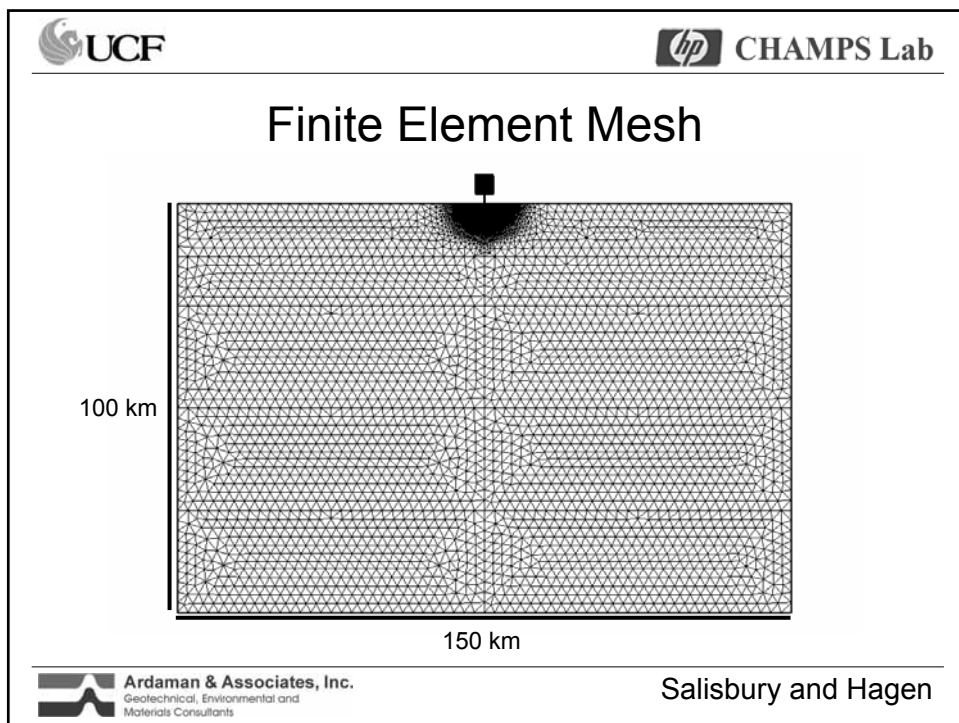 UCF
hp CHAMPS Lab
Finite Element Mesh
100 km
150 km
Ardaman & Associates, Inc.
Geotechnical, Environmental and
Materials Consultants
Salisbury and Hagen